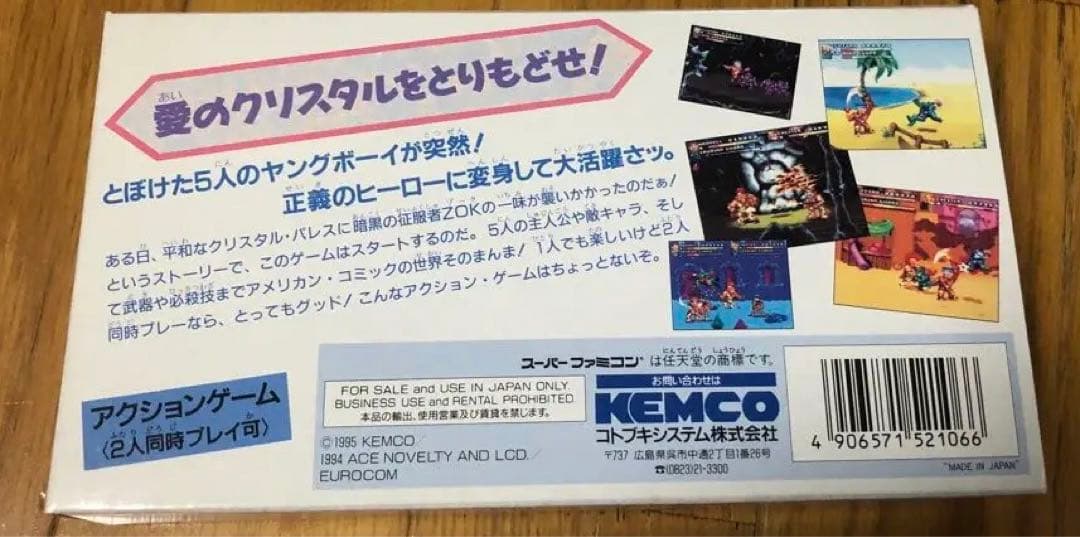 愛のクリスタルをとりもどせ!
とぼけた5人のヤングボーイが突然!
正義のヒーローに変身して大活躍さッ。
ある日、平和なクリスタル・パレスに暗黒の征服者ZOKの一味が襲いかかったのだぁ!
というストーリーで、このゲームはスタートするのだ。5人の主人公や敵キャラ、そし
て武器や必殺技までアメリカン・コミックの世界そのまんま!1人でも楽しいけど2人
同時プレーなら、とってもグッド!こんなアクション・ゲームはちょっとないぞ。
アクションゲーム
〈2人同時プレイ可〉
スーパーファミコンは任天堂の商標です。
FOR SALE and USE IN JAPAN ONLY.
BUSINESS USE and RENTAL PROHIBITED.
本品の輸出、使用営業及び賃貸を禁じます。
©1995 KEMCO/
1994 ACE NOVELTY AND LCD./
EUROCOM
お問い合わせは
KEMCO
コトブキシステム株式会社
〒737 広島県呉市中通2丁目1番26号
☎(0823)21-3300
4 906571 521066
"MADE IN JAPAN"